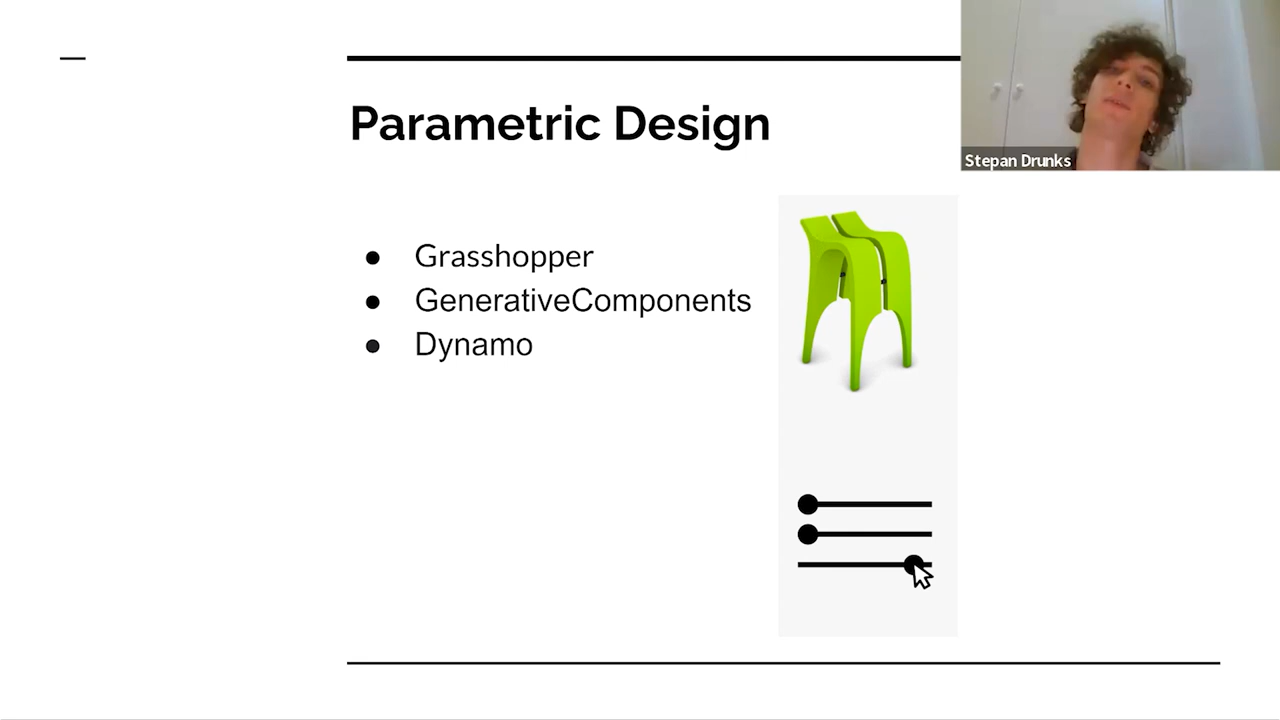 Parametric Design
Stepan Drunks
● Grasshopper
● GenerativeComponents
● Dynamo